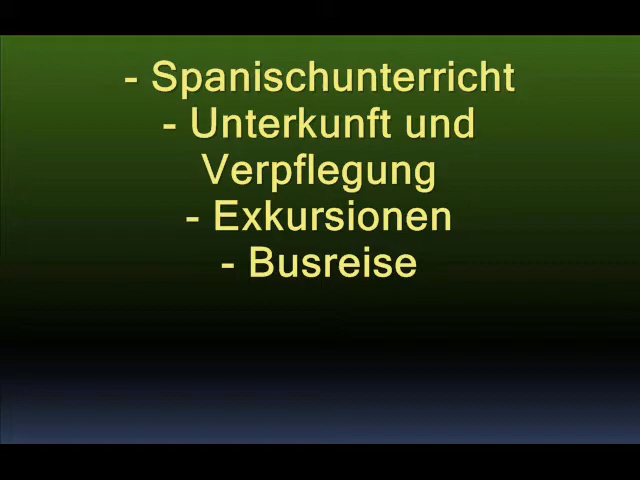 - Spanischunterricht
- Unterkunft und
Verpflegung
- Exkursionen
- Busreise